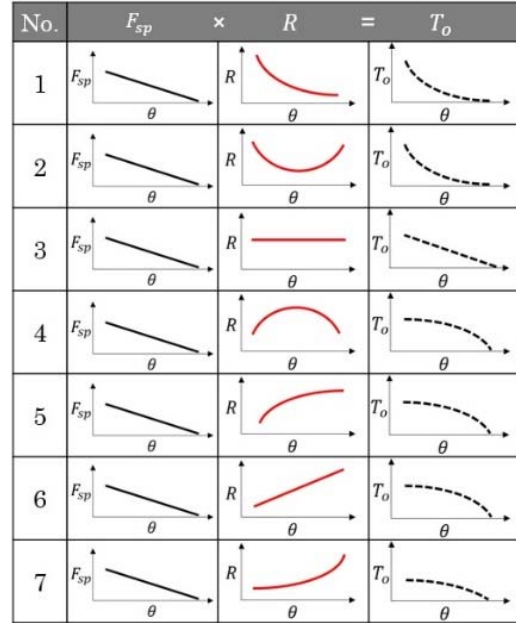 No. F_sp × R = T_o
1 F_sp θ R θ T_o θ
2 F_sp θ R θ T_o θ
3 F_sp θ R θ T_o θ
4 F_sp θ R θ T_o θ
5 F_sp θ R θ T_o θ
6 F_sp θ R θ T_o θ
7 F_sp θ R θ T_o θ